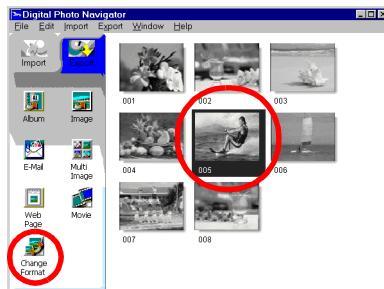 Digital Photo Navigator
File Edit Import Export Window Help
Import Export
001 002 003
Album Image
004 005 006
E-Mail Multi Image
Web Page Movie
007 008
Change Format